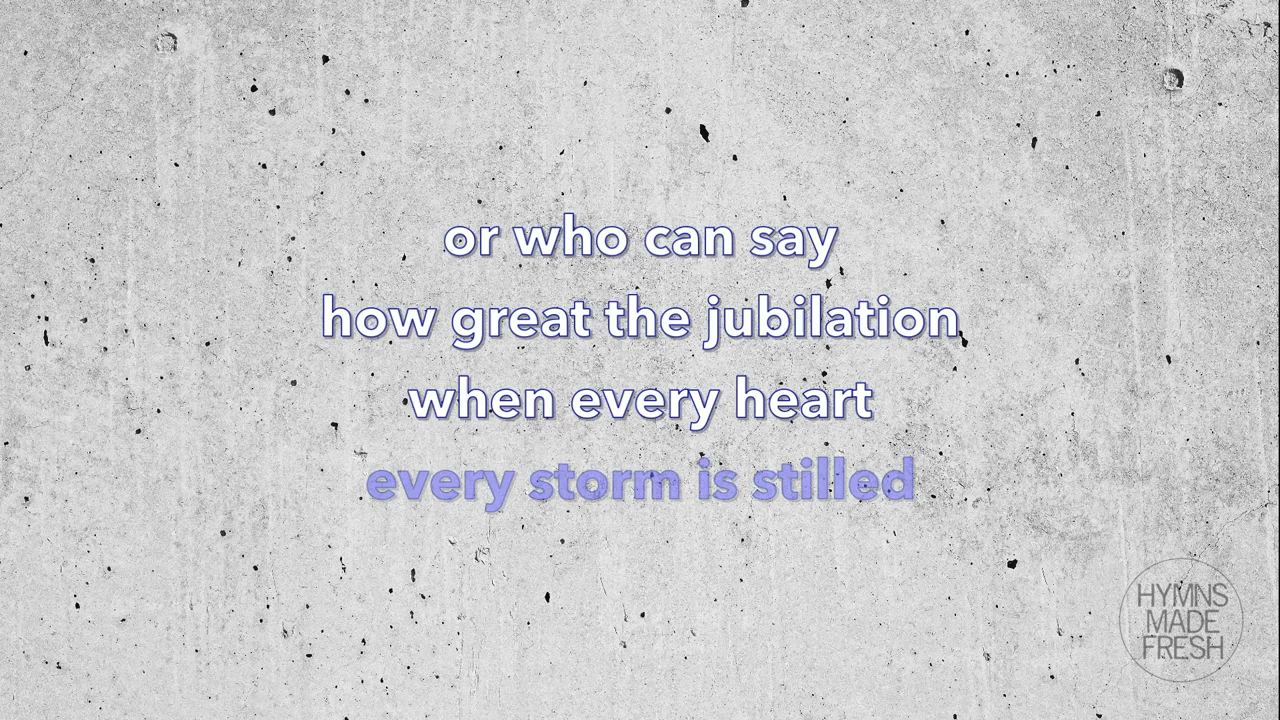 or who can say
how great the jubilation
when every heart
every storm is stilled
HYMNS
MADE
FRESH